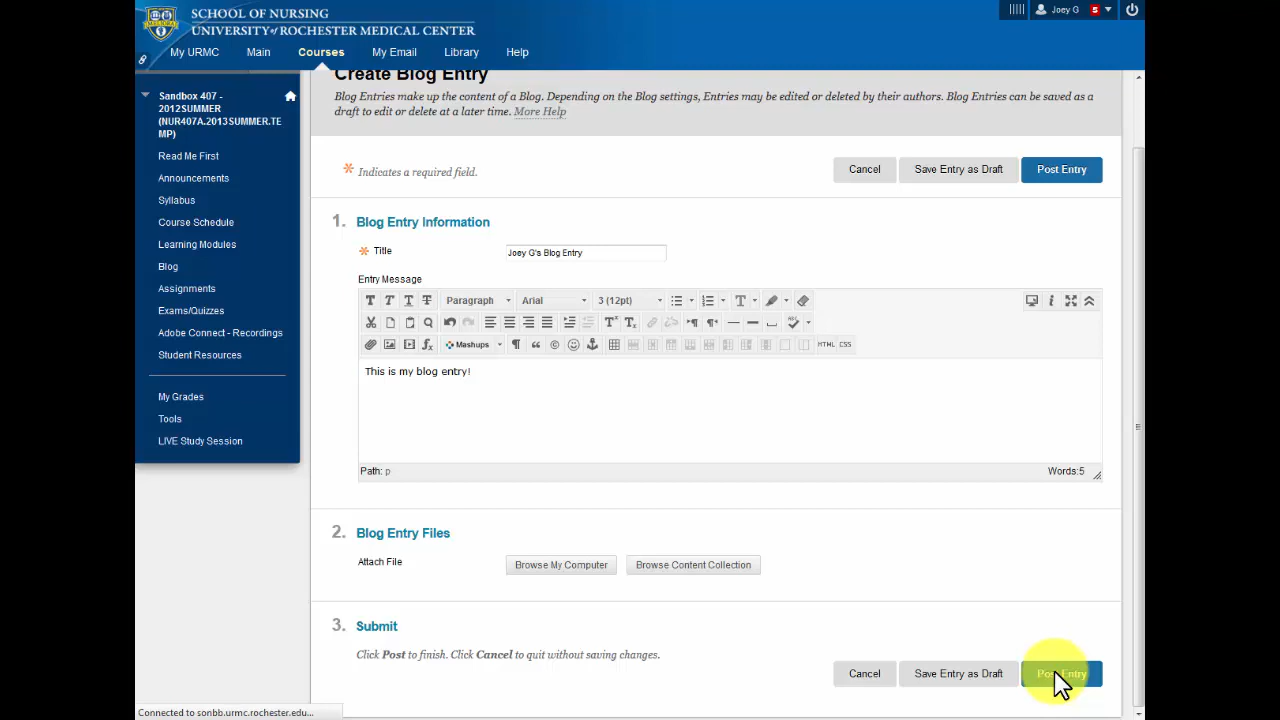 SCHOOL OF NURSING
UNIVERSITY of ROCHESTER MEDICAL CENTER
Joey G 5
My URMC Main Courses My Email Library Help
Create Blog Entry
Blog Entries make up the content of a Blog. Depending on the Blog settings, Entries may be edited or deleted by their authors. Blog Entries can be saved as a
draft to edit or delete at a later time. More Help
Sandbox 407 -
2012SUMMER
(NUR407A.2013SUMMER.TE
MP)
Read Me First
Announcements
Syllabus
Course Schedule
Learning Modules
Blog
Assignments
Exams/Quizzes
Adobe Connect - Recordings
Student Resources
My Grades
Tools
LIVE Study Session
* Indicates a required field.
Cancel Save Entry as Draft Post Entry
1. Blog Entry Information
* Title Joey G's Blog Entry
Entry Message
T T T T Paragraph Arial 3 (12pt) T
T¹ T₁ ABC
Mashups HTML CSS
This is my blog entry!
Path: p Words:5
2. Blog Entry Files
Attach File Browse My Computer Browse Content Collection
3. Submit
Click Post to finish. Click Cancel to quit without saving changes.
Cancel Save Entry as Draft Post Entry
Connected to sonbb.urmc.rochester.edu...